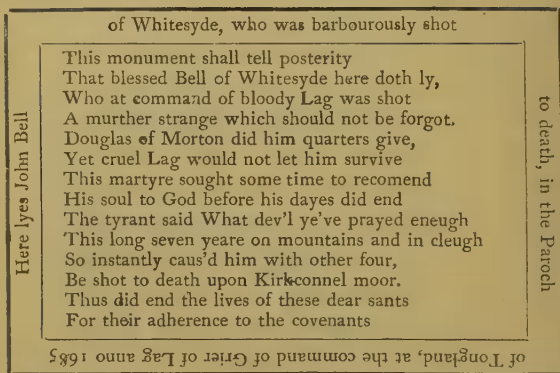 Here lyes John Bell
of Whitesyde, who was barbourously shot
to death, in the Paroch
of Tongland, at the command of Grier of Lag anno 1685
This monument shall tell posterity
That blessed Bell of Whitesyde here doth ly,
Who at command of bloody Lag was shot
A murther strange which should not be forgot.
Douglas of Morton did him quarters give,
Yet cruel Lag would not let him survive
This martyre sought some time to recomend
His soul to God before his dayes did end
The tyrant said What dev'l ye've prayed eneugh
This long seven yeare on mountains and in cleugh
So instantly caus'd him with other four,
Be shot to death upon Kirkconnel moor.
Thus did end the lives of these dear sants
For their adherence to the covenants